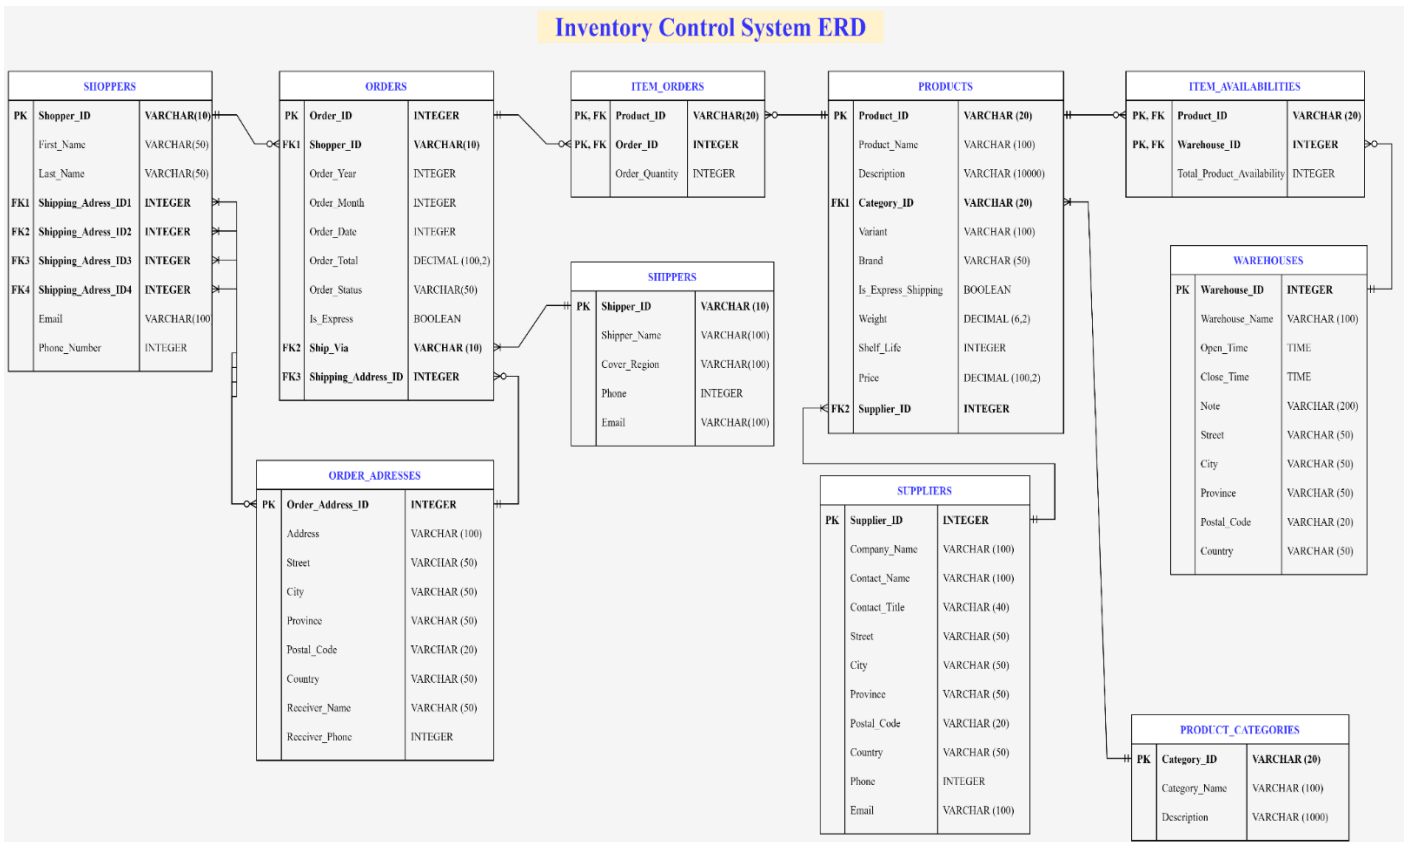 Inventory Control System ERD
SHOPPERS
PK Shopper_ID VARCHAR(10)
First_Name VARCHAR(50)
Last_Name VARCHAR(50)
FK1 Shipping_Adress_ID1 INTEGER
FK2 Shipping_Adress_ID2 INTEGER
FK3 Shipping_Adress_ID3 INTEGER
FK4 Shipping_Adress_ID4 INTEGER
Email VARCHAR(100)
Phone_Number INTEGER
ORDERS
PK Order_ID INTEGER
FK1 Shopper_ID VARCHAR(10)
Order_Year INTEGER
Order_Month INTEGER
Order_Date INTEGER
Order_Total DECIMAL (100,2)
Order_Status VARCHAR(50)
Is_Express BOOLEAN
FK2 Ship_Via VARCHAR (10)
FK3 Shipping_Address_ID INTEGER
ITEM_ORDERS
PK, FK Product_ID VARCHAR(20)
PK, FK Order_ID INTEGER
Order_Quantity INTEGER
PRODUCTS
PK Product_ID VARCHAR (20)
Product_Name VARCHAR (100)
Description VARCHAR (10000)
FK1 Category_ID VARCHAR (20)
Variant VARCHAR (100)
Brand VARCHAR (50)
Is_Express_Shipping BOOLEAN
Weight DECIMAL (6,2)
Shelf_Life INTEGER
Price DECIMAL (100,2)
FK2 Supplier_ID INTEGER
ITEM_AVAILABILITIES
PK, FK Product_ID VARCHAR (20)
PK, FK Warehouse_ID INTEGER
Total_Product_Availability INTEGER
SHIPPERS
PK Shipper_ID VARCHAR (10)
Shipper_Name VARCHAR(100)
Cover_Region VARCHAR(100)
Phone INTEGER
Email VARCHAR(100)
WAREHOUSES
PK Warehouse_ID INTEGER
Warehouse_Name VARCHAR (100)
Open_Time TIME
Close_Time TIME
Note VARCHAR (200)
Street VARCHAR (50)
City VARCHAR (50)
Province VARCHAR (50)
Postal_Code VARCHAR (20)
Country VARCHAR (50)
ORDER_ADRESSES
PK Order_Address_ID INTEGER
Address VARCHAR (100)
Street VARCHAR (50)
City VARCHAR (50)
Province VARCHAR (50)
Postal_Code VARCHAR (20)
Country VARCHAR (50)
Receiver_Name VARCHAR (50)
Receiver_Phone INTEGER
SUPPLIERS
PK Supplier_ID INTEGER
Company_Name VARCHAR (100)
Contact_Name VARCHAR (100)
Contact_Title VARCHAR (40)
Street VARCHAR (50)
City VARCHAR (50)
Province VARCHAR (50)
Postal_Code VARCHAR (20)
Country VARCHAR (50)
Phone INTEGER
Email VARCHAR (100)
PRODUCT_CATEGORIES
PK Category_ID VARCHAR (20)
Category_Name VARCHAR (100)
Description VARCHAR (1000)